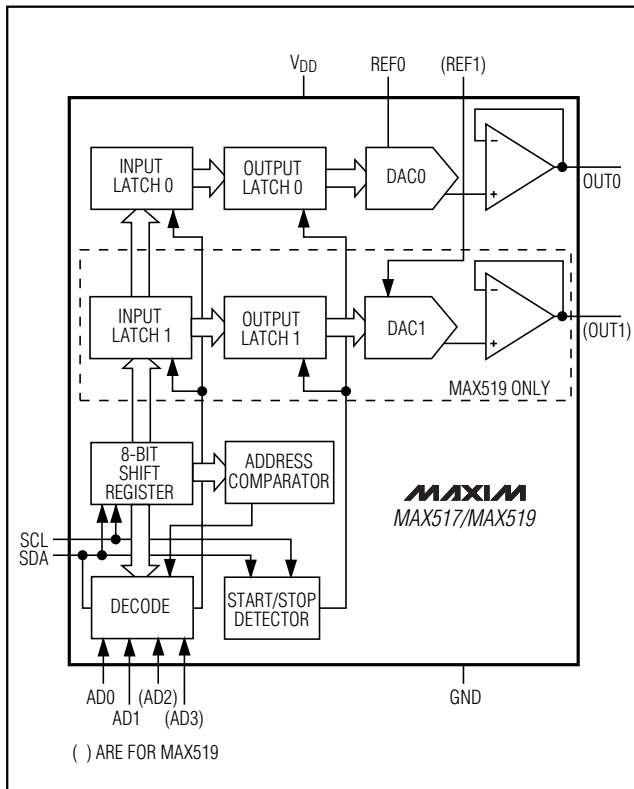 VDD
REF0
(REF1)
INPUT
LATCH 0
OUTPUT
LATCH 0
DAC0
−
+
OUT0
INPUT
LATCH 1
OUTPUT
LATCH 1
DAC1
−
+
(OUT1)
MAX519 ONLY
8-BIT
SHIFT
REGISTER
ADDRESS
COMPARATOR
MAXIM
MAX517/MAX519
SCL
SDA
DECODE
START/STOP
DETECTOR
AD0
AD1
(AD2)
(AD3)
GND
( ) ARE FOR MAX519